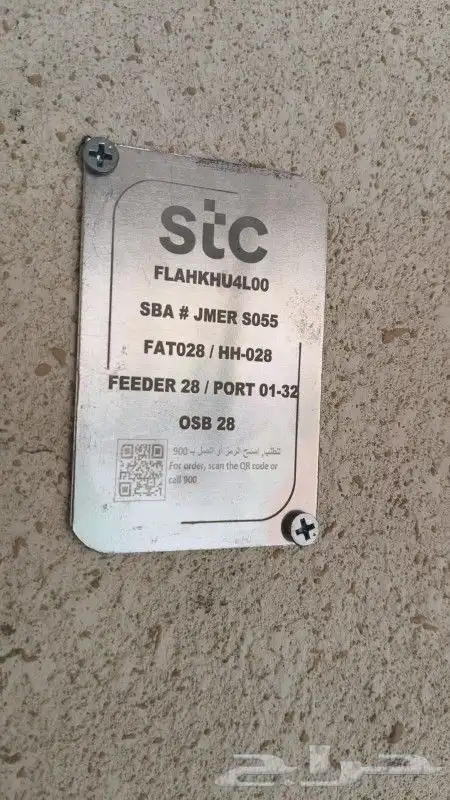 stc
FLAHKHU4L00
SBA # JMER S055
FAT028 / HH-028
FEEDER 28 / PORT 01-32
OSB 28
للطلب, امسح الرمز أو اتصل بـ 900
For order, scan the QR code or
call 900
حراج